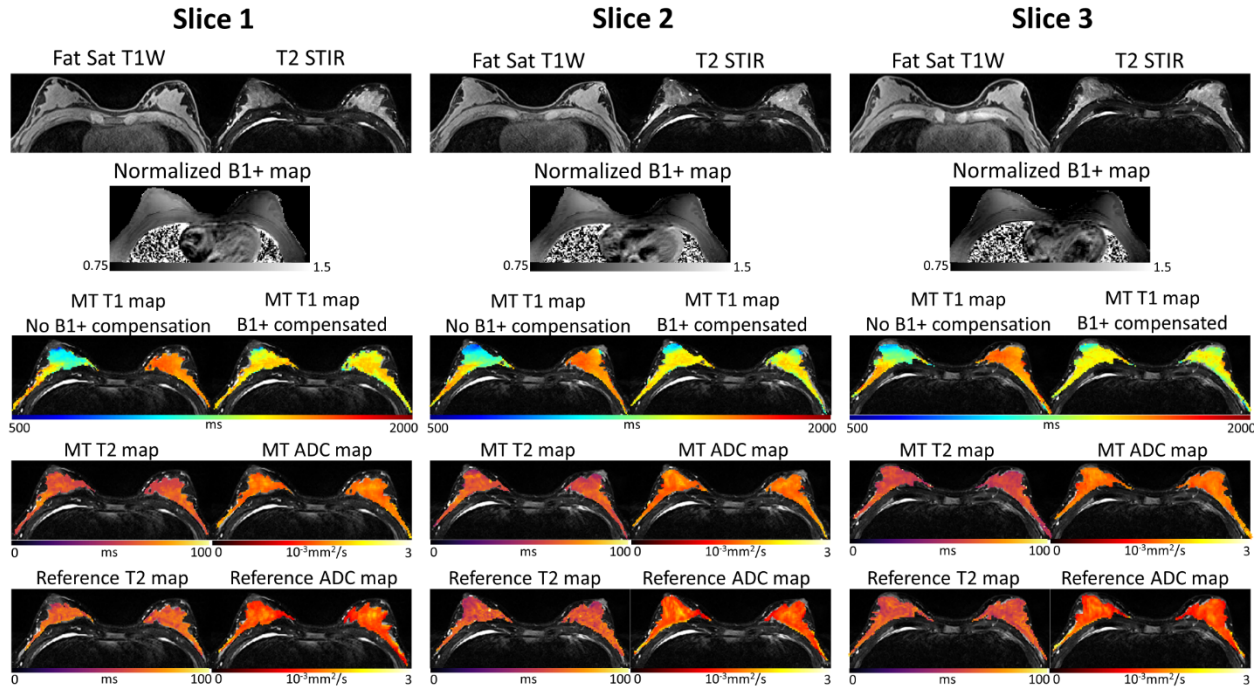 Slice 1 Slice 2 Slice 3
Fat Sat T1W T2 STIR Fat Sat T1W T2 STIR Fat Sat T1W T2 STIR
Normalized B1+ map Normalized B1+ map Normalized B1+ map
0.75 1.5 0.75 1.5 0.75 1.5
MT T1 map MT T1 map MT T1 map MT T1 map MT T1 map MT T1 map
No B1+ compensation B1+ compensated No B1+ compensation B1+ compensated No B1+ compensation B1+ compensated
500 ms 2000 500 ms 2000 500 ms 2000
MT T2 map MT ADC map MT T2 map MT ADC map MT T2 map MT ADC map
0 ms 100 0 10⁻³mm²/s 3 0 ms 100 0 10⁻³mm²/s 3 0 ms 100 0 10⁻³mm²/s 3
Reference T2 map Reference ADC map Reference T2 map Reference ADC map Reference T2 map Reference ADC map
0 ms 100 0 10⁻³mm²/s 3 0 ms 100 0 10⁻³mm²/s 3 0 ms 100 0 10⁻³mm²/s 3